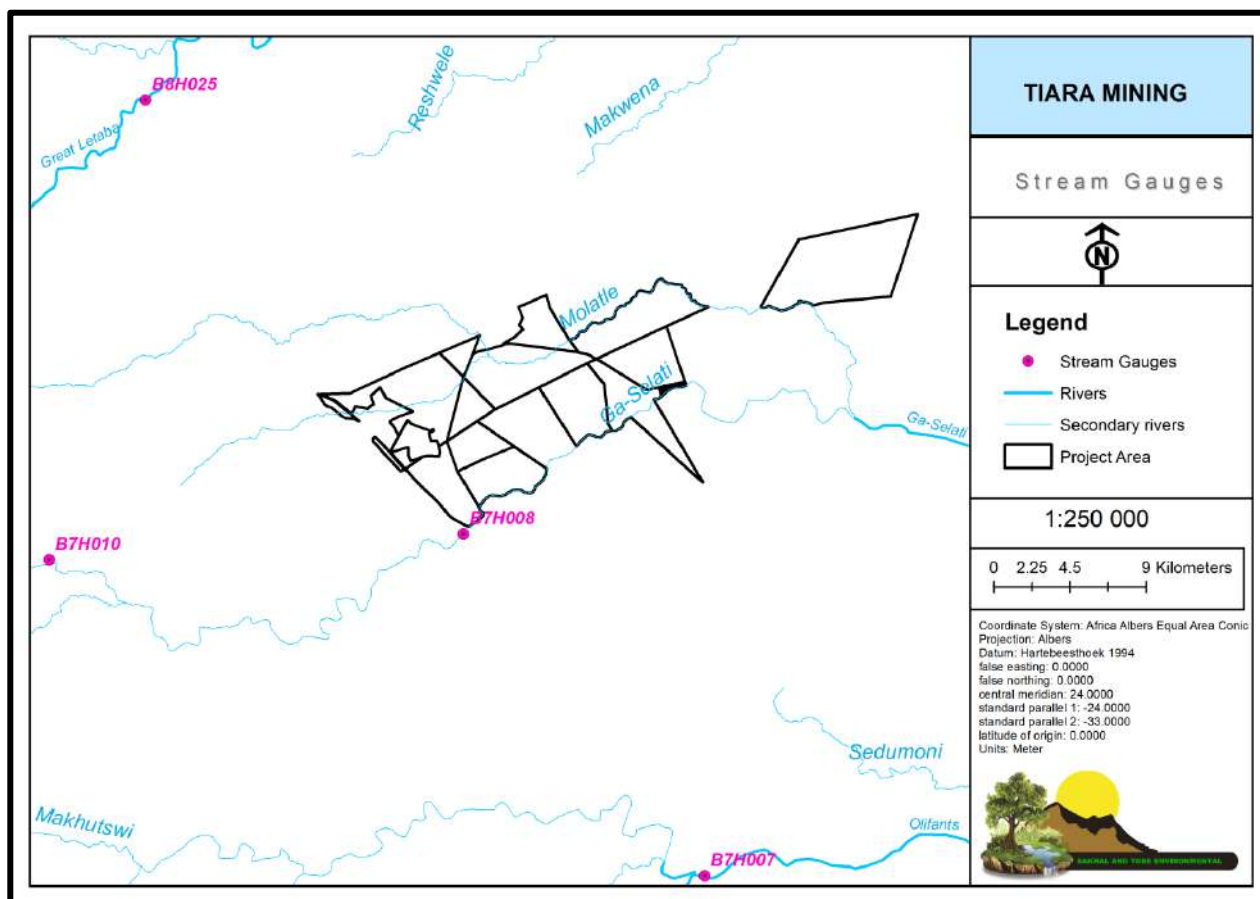 B8H025
Great Letaba
Reshwele
Makwena
Molatle
Ga-Selati
Ga-Selati
B7H008
B7H010
Sedumoni
Makhutswi
Olifants
B7H007
TIARA MINING
Stream Gauges
N
Legend
Stream Gauges
Rivers
Secondary rivers
Project Area
1:250 000
0 2.25 4.5 9 Kilometers
Coordinate System: Africa Albers Equal Area Conic
Projection: Albers
Datum: Hartebeesthoek 1994
false easting: 0.0000
false northing: 0.0000
central meridian: 24.0000
standard parallel 1: -24.0000
standard parallel 2: -33.0000
latitude of origin: 0.0000
Units: Meter
SAKHAL AND TOBS ENVIRONMENTAL